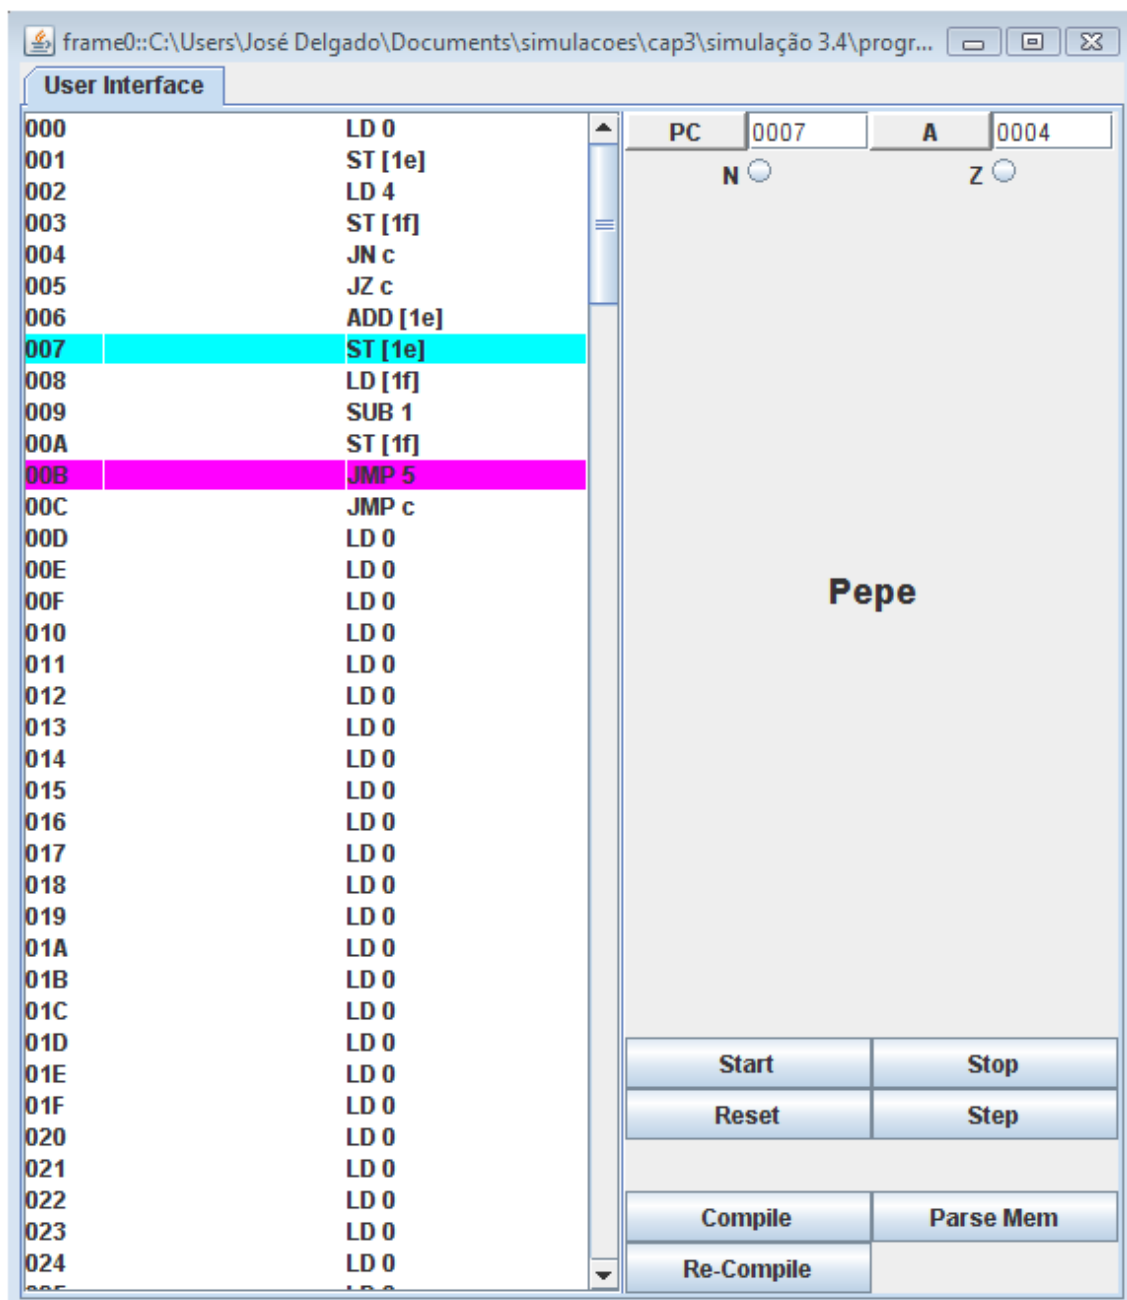 frame0::C:\Users\José Delgado\Documents\simulacoes\cap3\simulação 3.4\progr...
User Interface
000 LD 0
001 ST [1e]
002 LD 4
003 ST [1f]
004 JN c
005 JZ c
006 ADD [1e]
007 ST [1e]
008 LD [1f]
009 SUB 1
00A ST [1f]
00B JMP 5
00C JMP c
00D LD 0
00E LD 0
00F LD 0
010 LD 0
011 LD 0
012 LD 0
013 LD 0
014 LD 0
015 LD 0
016 LD 0
017 LD 0
018 LD 0
019 LD 0
01A LD 0
01B LD 0
01C LD 0
01D LD 0
01E LD 0
01F LD 0
020 LD 0
021 LD 0
022 LD 0
023 LD 0
024 LD 0
PC 0007 A 0004
N Z
Pepe
Start Stop
Reset Step
Compile Parse Mem
Re-Compile